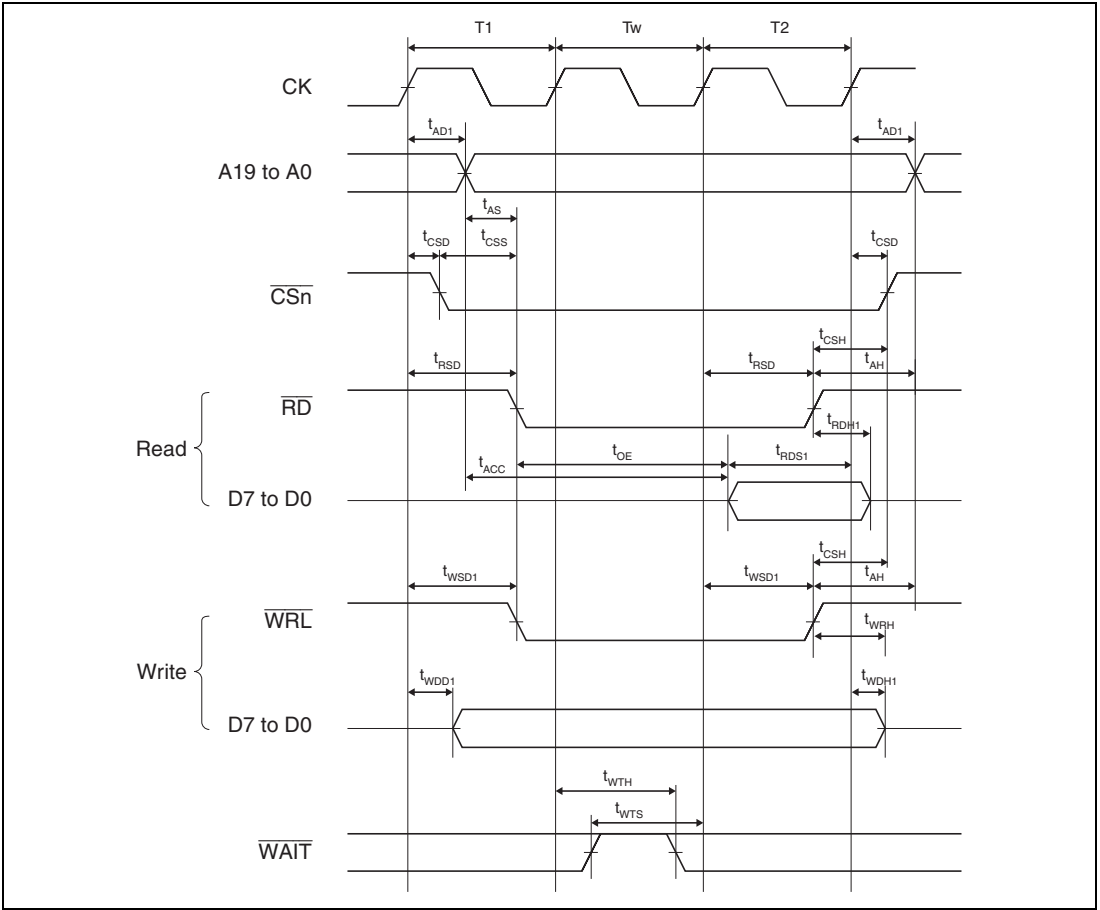 T1 Tw T2
CK
tAD1 tAD1
A19 to A0
tAS
tCSD tCSS tCSD
CSn
tCSH
tRSD tRSD tAH
RD
tRDH1
Read
tOE tRDS1
tACC
D7 to D0
tCSH
tWSD1 tWSD1 tAH
WRL
tWRH
Write
tWDD1 tWDH1
D7 to D0
tWTH
tWTS
WAIT